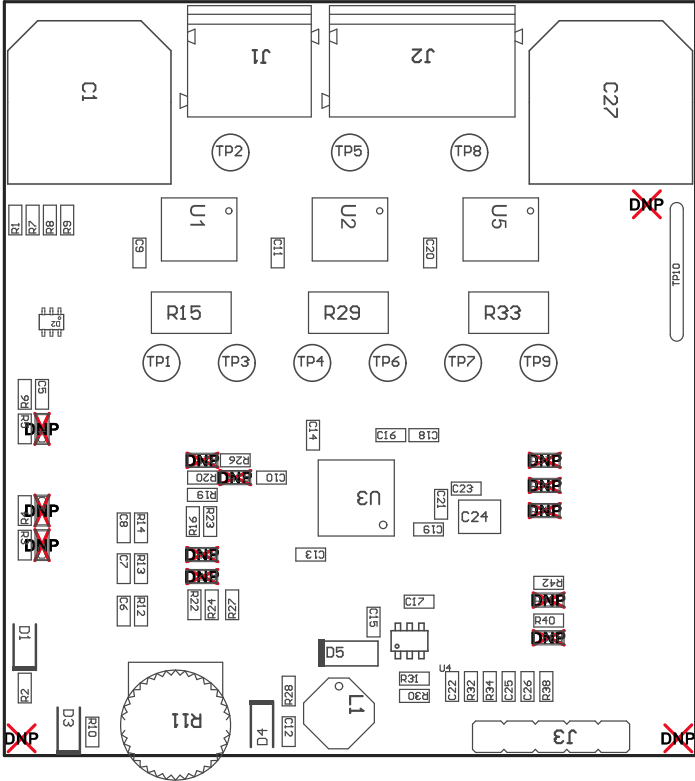 J1
J2
C1
C27
TP2
TP5
TP8
DNP
U1
U2
U5
R1
R7
R8
R9
C9
C11
C20
TP10
R15
R29
R33
TP1
TP3
TP4
TP6
TP7
TP9
R6
C5
DNP
C14
C16
C18
DNP
R26
DNP
R20
DNP
C10
R19
DNP
U3
C23
C21
C24
DNP
DNP
R16
R23
C8
R14
C19
DNP
DNP
C13
C7
R13
DNP
R42
R22
R24
R27
C17
DNP
C6
R12
C15
R40
D1
DNP
D5
U4
R31
R2
R28
L1
R30
C22
R32
R34
C25
C26
R38
D3
R10
R11
D4
C12
J3
DNP
DNP